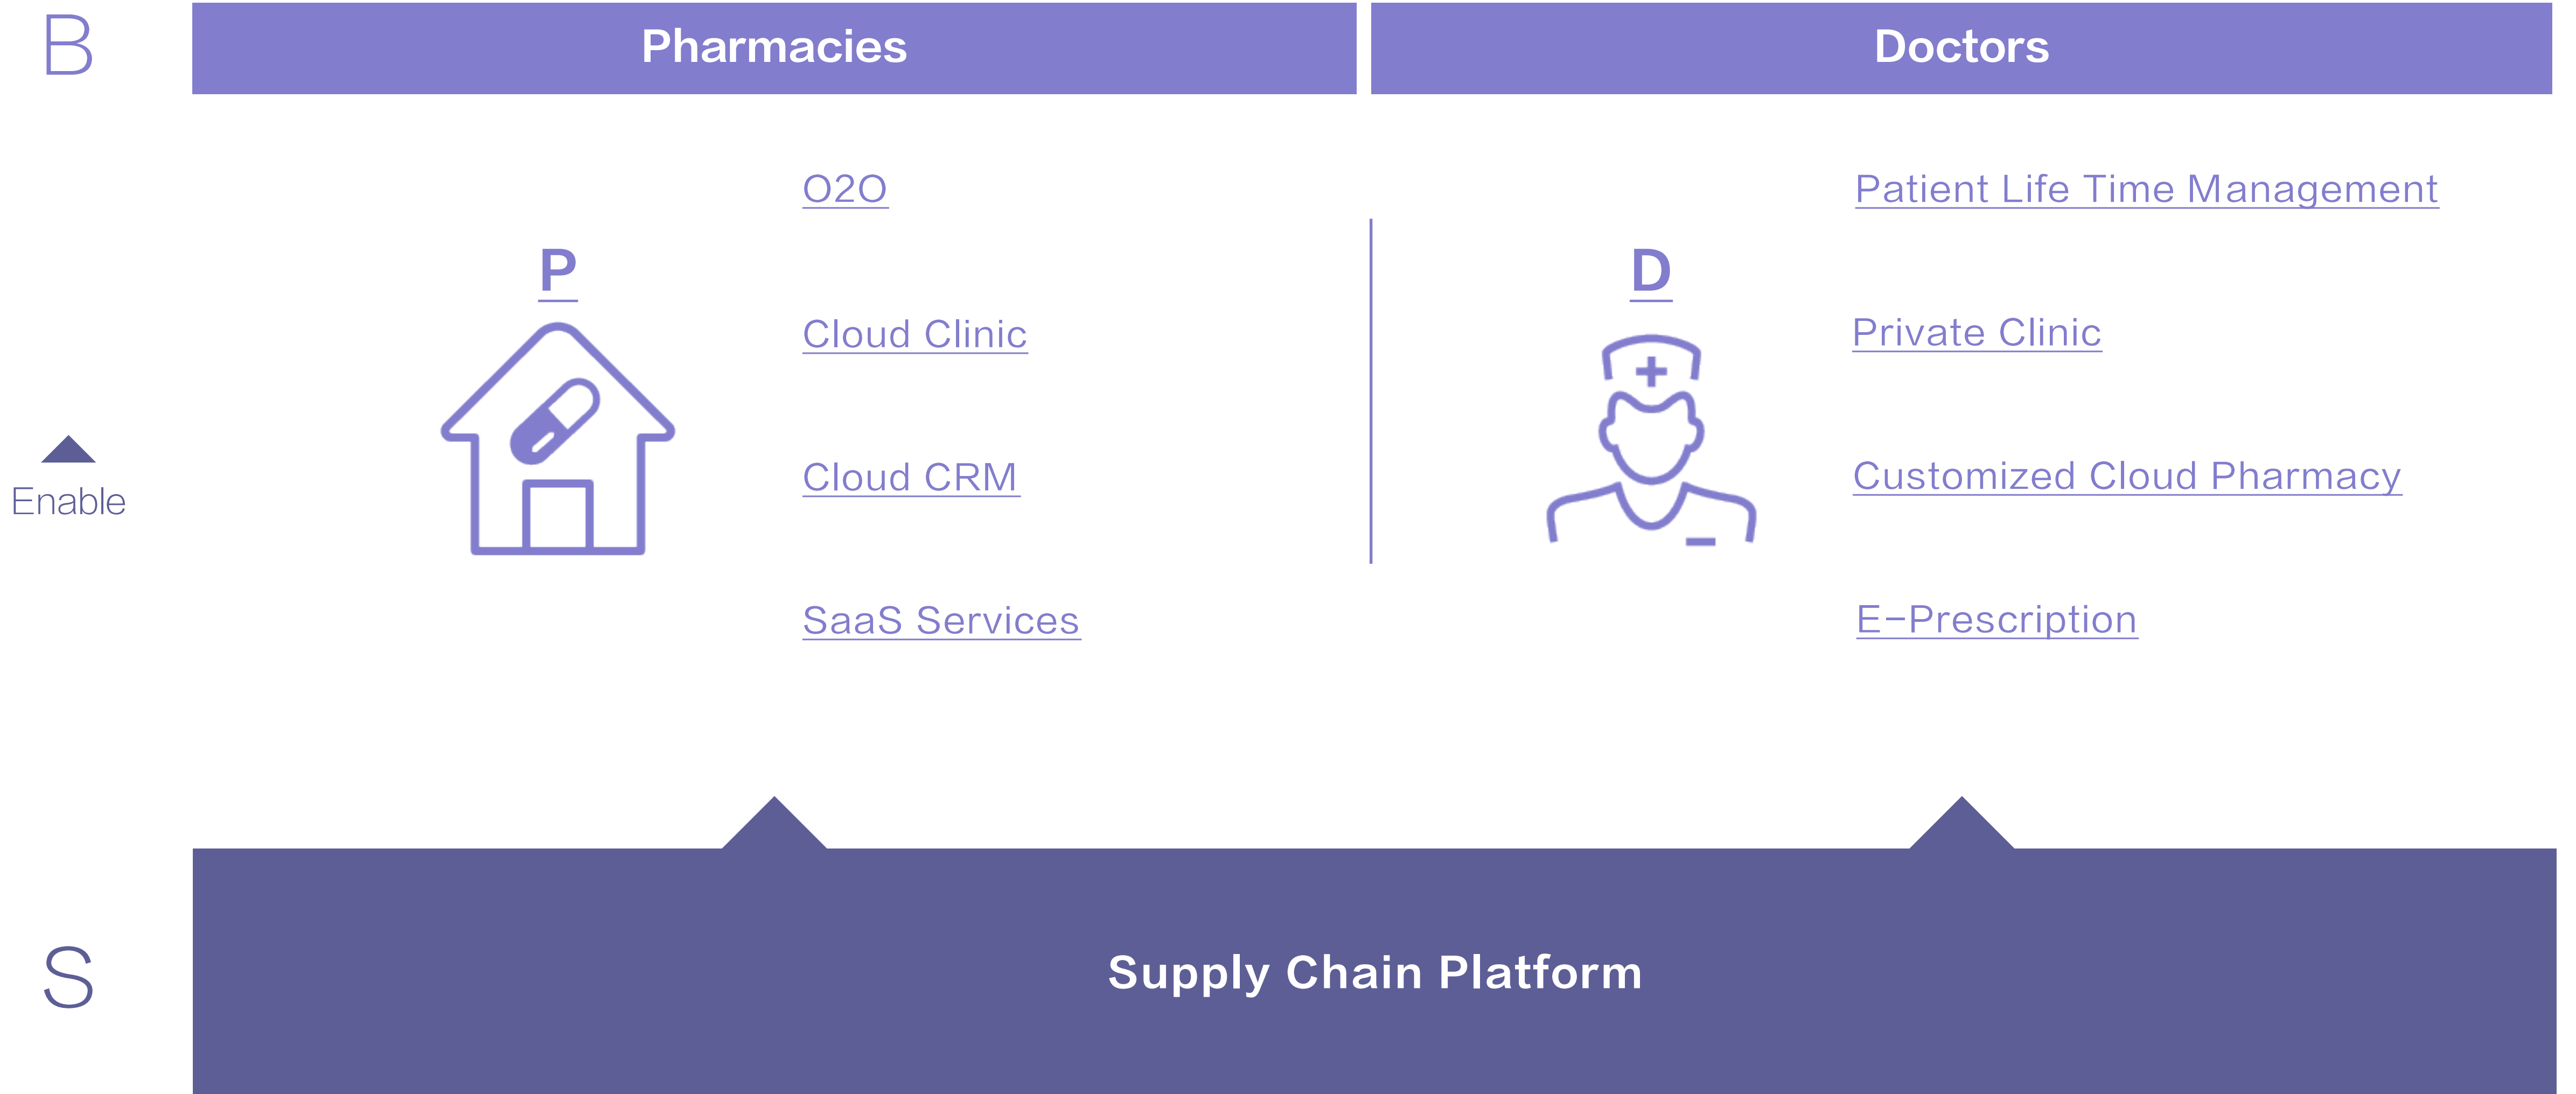 B
Pharmacies
Doctors
P
O2O
Cloud Clinic
Cloud CRM
SaaS Services
D
Patient Life Time Management
Private Clinic
Customized Cloud Pharmacy
E-Prescription
Enable
S
Supply Chain Platform